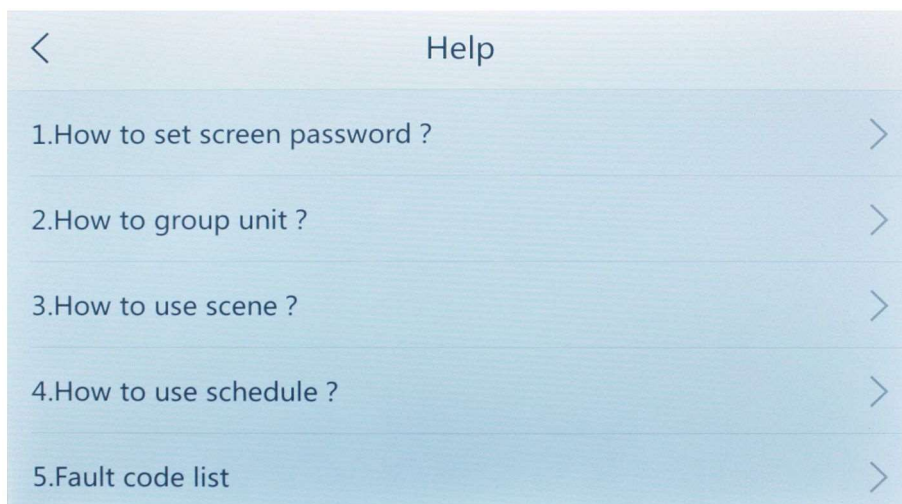 Help
1.How to set screen password ?
2.How to group unit ?
3.How to use scene ?
4.How to use schedule ?
5.Fault code list